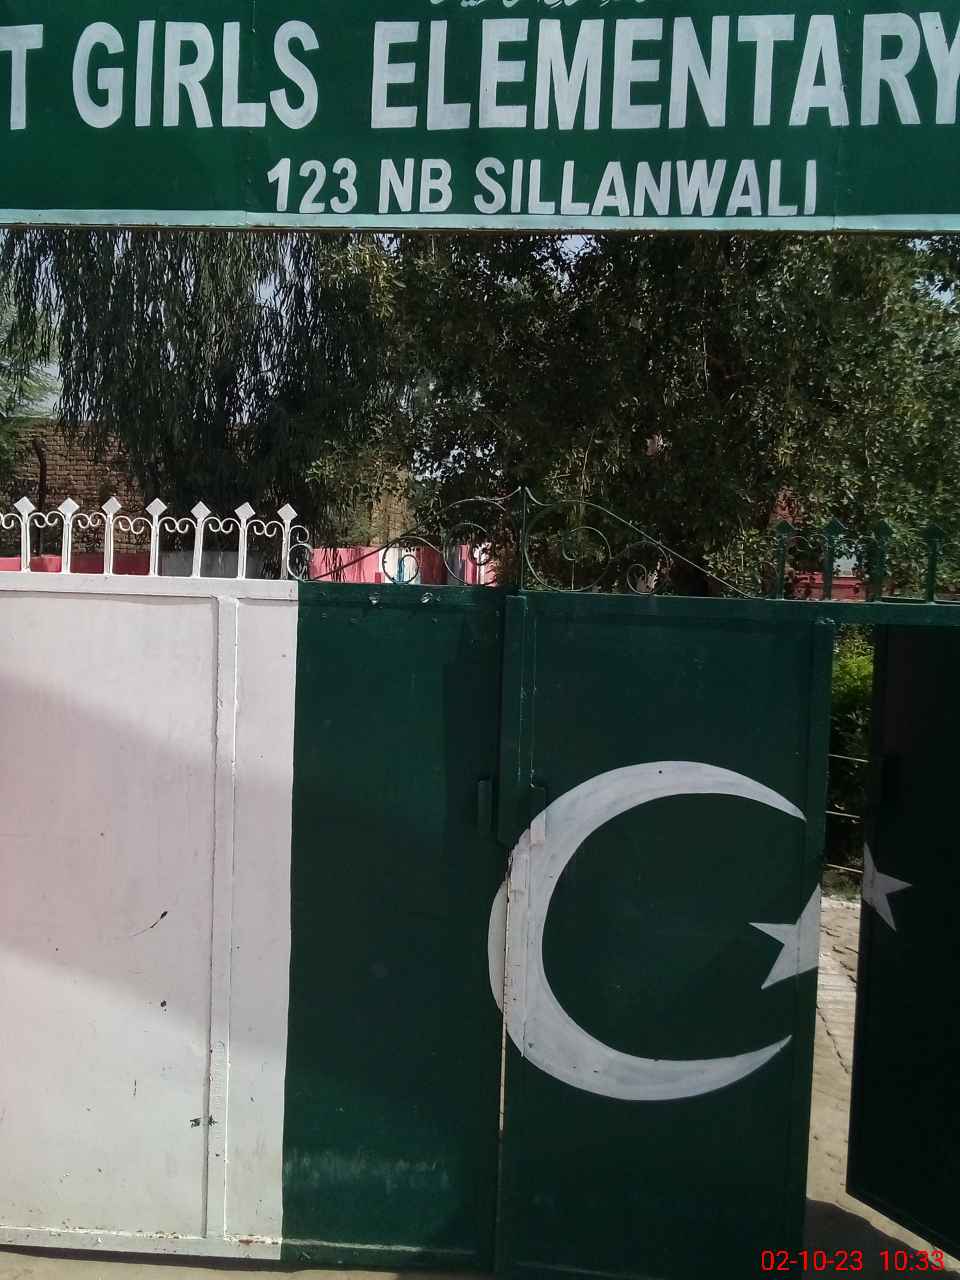 T GIRLS ELEMENTARY
123 NB SILLANWALI
02-10-23 10:33